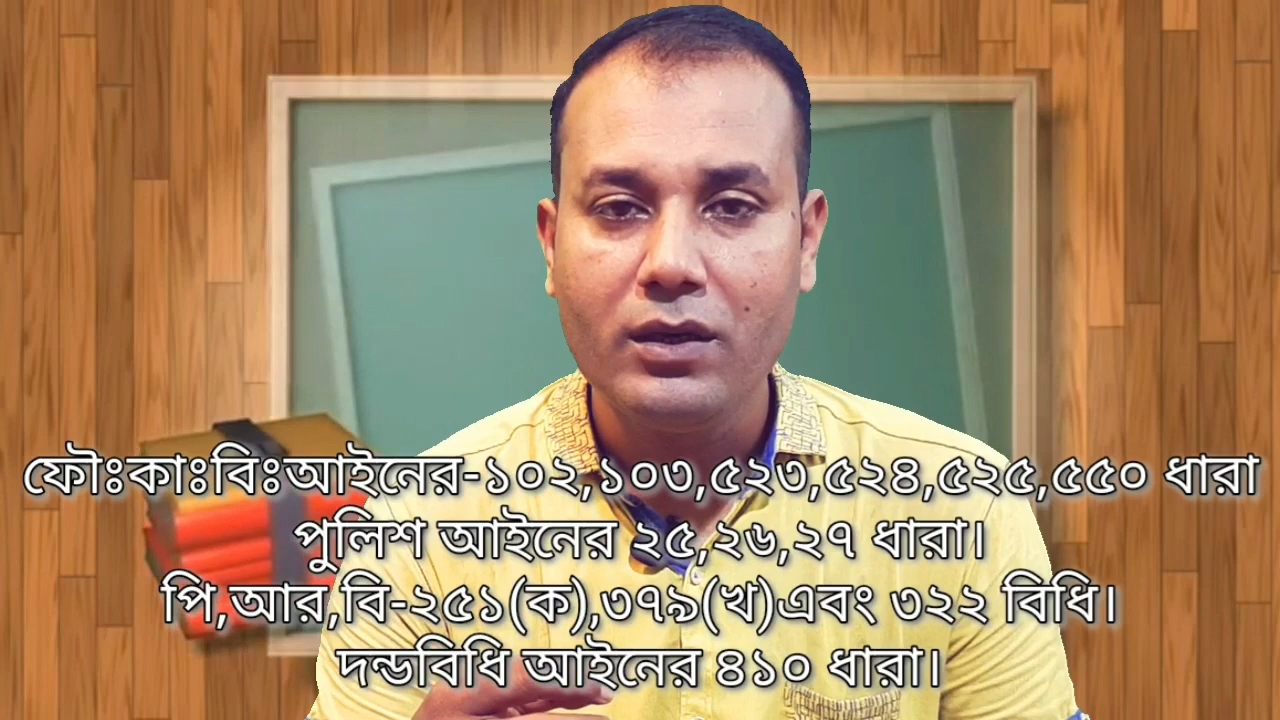 ফৌঃকাঃবিঃআইনের-১০২,১০৩,৫২৩,৫২৪,৫২৫,৫৫০ ধারা
পুলিশ আইনের ২৫,২৬,২৭ ধারা।
পি,আর,বি-২৫১(ক),৩৭৯(খ)এবং ৩২২ বিধি।
দন্ডবিধি আইনের ৪১০ ধারা।